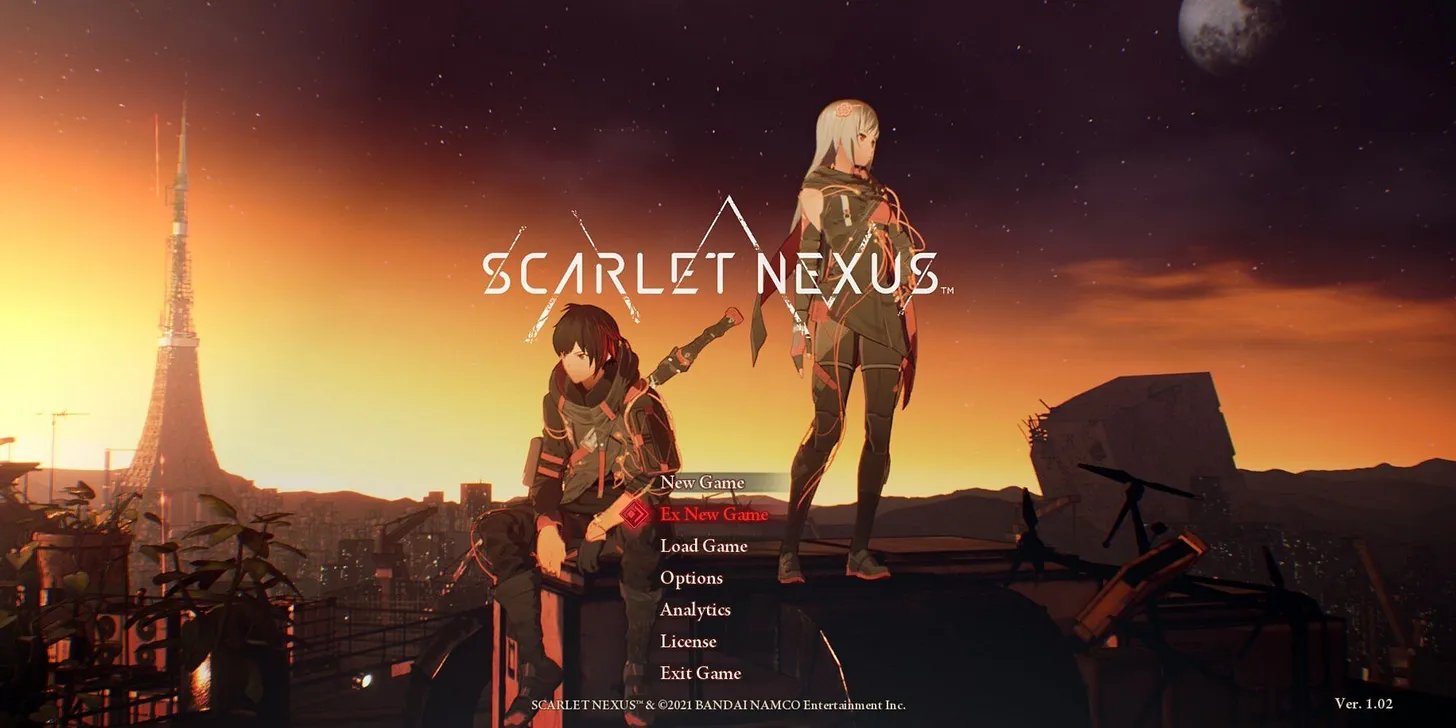 SCARLET NEXUS™
New Game
Ex New Game
Load Game
Options
Analytics
License
Exit Game
SCARLET NEXUS™ & ©2021 BANDAI NAMCO Entertainment Inc.
Ver. 1.02